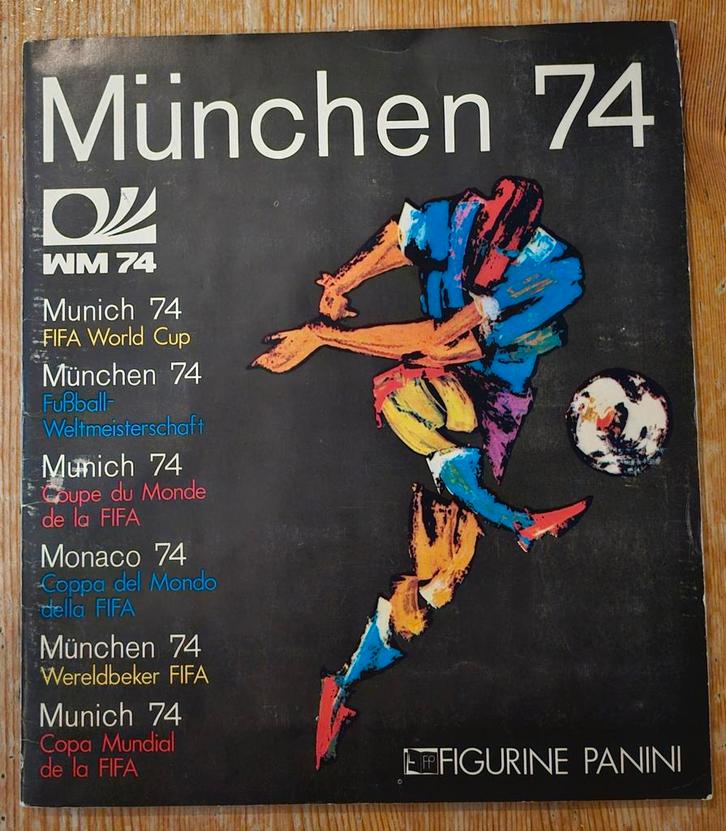 München 74
WM 74
Munich 74
FIFA World Cup
München 74
Fußball-
Weltmeisterschaft
Munich 74
Coupe du Monde
de la FIFA
Monaco 74
Coppa del Mondo
della FIFA
München 74
Wereldbeker FIFA
Munich 74
Copa Mundial
de la FIFA
FIGURINE PANINI